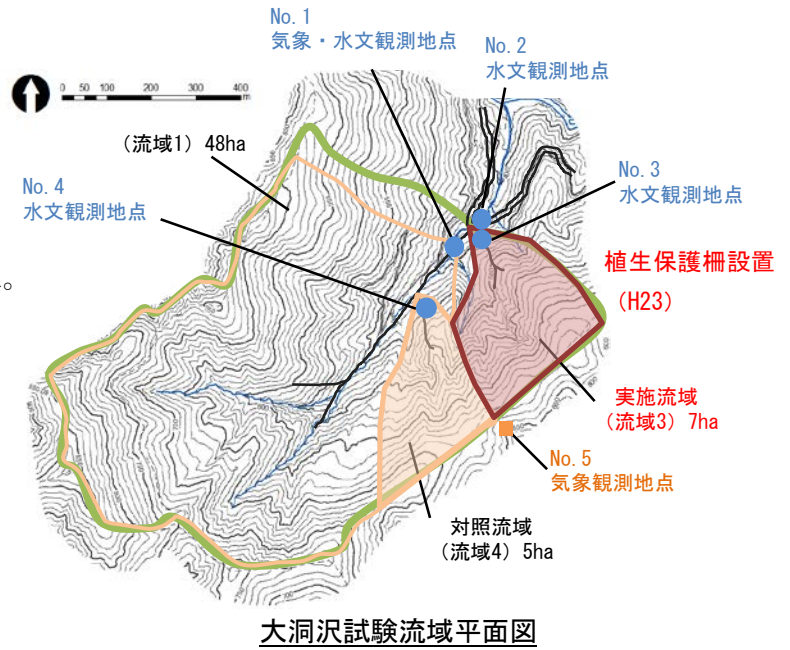 No. 1
気象・水文観測地点
No. 2
水文観測地点
0 50 100 200 300 400
m
(流域1) 48ha
No. 3
水文観測地点
No. 4
水文観測地点
植生保護柵設置
(H23)
。
実施流域
(流域3) 7ha
No. 5
気象観測地点
対照流域
(流域4) 5ha
大洞沢試験流域平面図